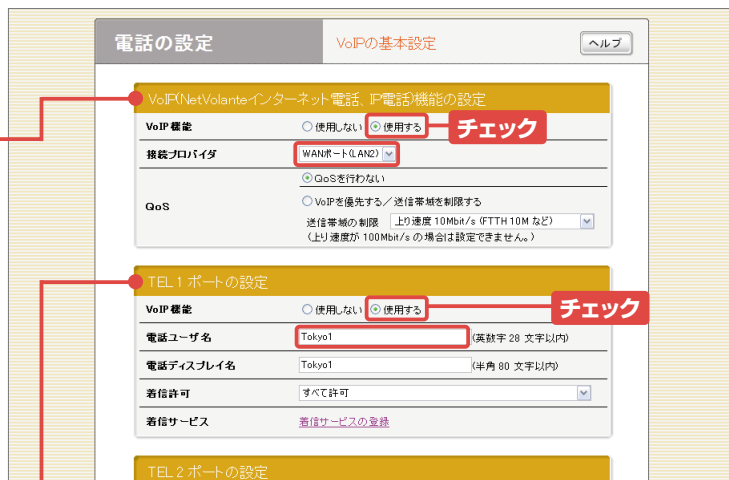 電話の設定 VoIPの基本設定 ヘルプ
VoIP(NetVolanteインターネット電話、IP電話)機能の設定
VoIP機能 使用しない 使用する チェック
接続プロバイダ WANポート(LAN2)
QoSを行わない
QoS VoIPを優先する/送信帯域を制限する
送信帯域の制限 上り速度 10Mbit/s (FTTH 10M など)
(上り速度が 100Mbit/s の場合は設定できません。)
TEL1 ポートの設定
VoIP機能 使用しない 使用する チェック
電話ユーザ名 Tokyo1 (英数字 28 文字以内)
電話ディスプレイ名 Tokyo1 (半角 80 文字以内)
着信許可 すべて許可
着信サービス 着信サービスの登録
TEL2 ポートの設定